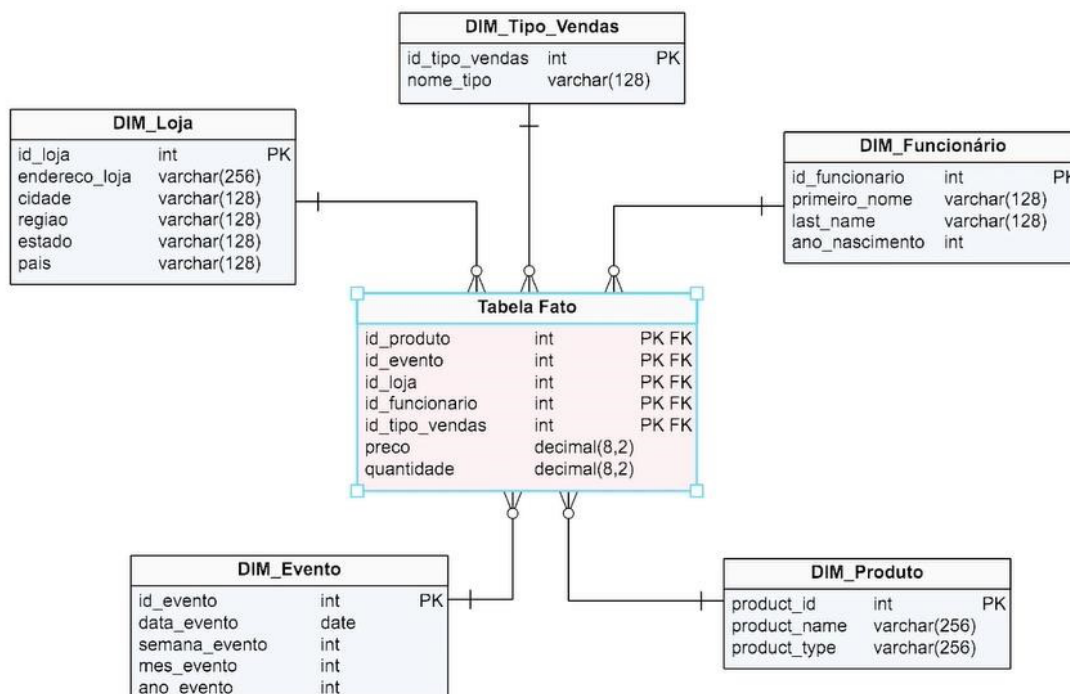 DIM_Tipo_Vendas
id_tipo_vendas int PK
nome_tipo varchar(128)
DIM_Loja
id_loja int PK
endereco_loja varchar(256)
cidade varchar(128)
regiao varchar(128)
estado varchar(128)
pais varchar(128)
DIM_Funcionário
id_funcionario int PK
primeiro_nome varchar(128)
last_name varchar(128)
ano_nascimento int
Tabela Fato
id_produto int PK FK
id_evento int PK FK
id_loja int PK FK
id_funcionario int PK FK
id_tipo_vendas int PK FK
preco decimal(8,2)
quantidade decimal(8,2)
DIM_Evento
id_evento int PK
data_evento date
semana_evento int
mes_evento int
ano_evento int
DIM_Produto
product_id int PK
product_name varchar(256)
product_type varchar(256)